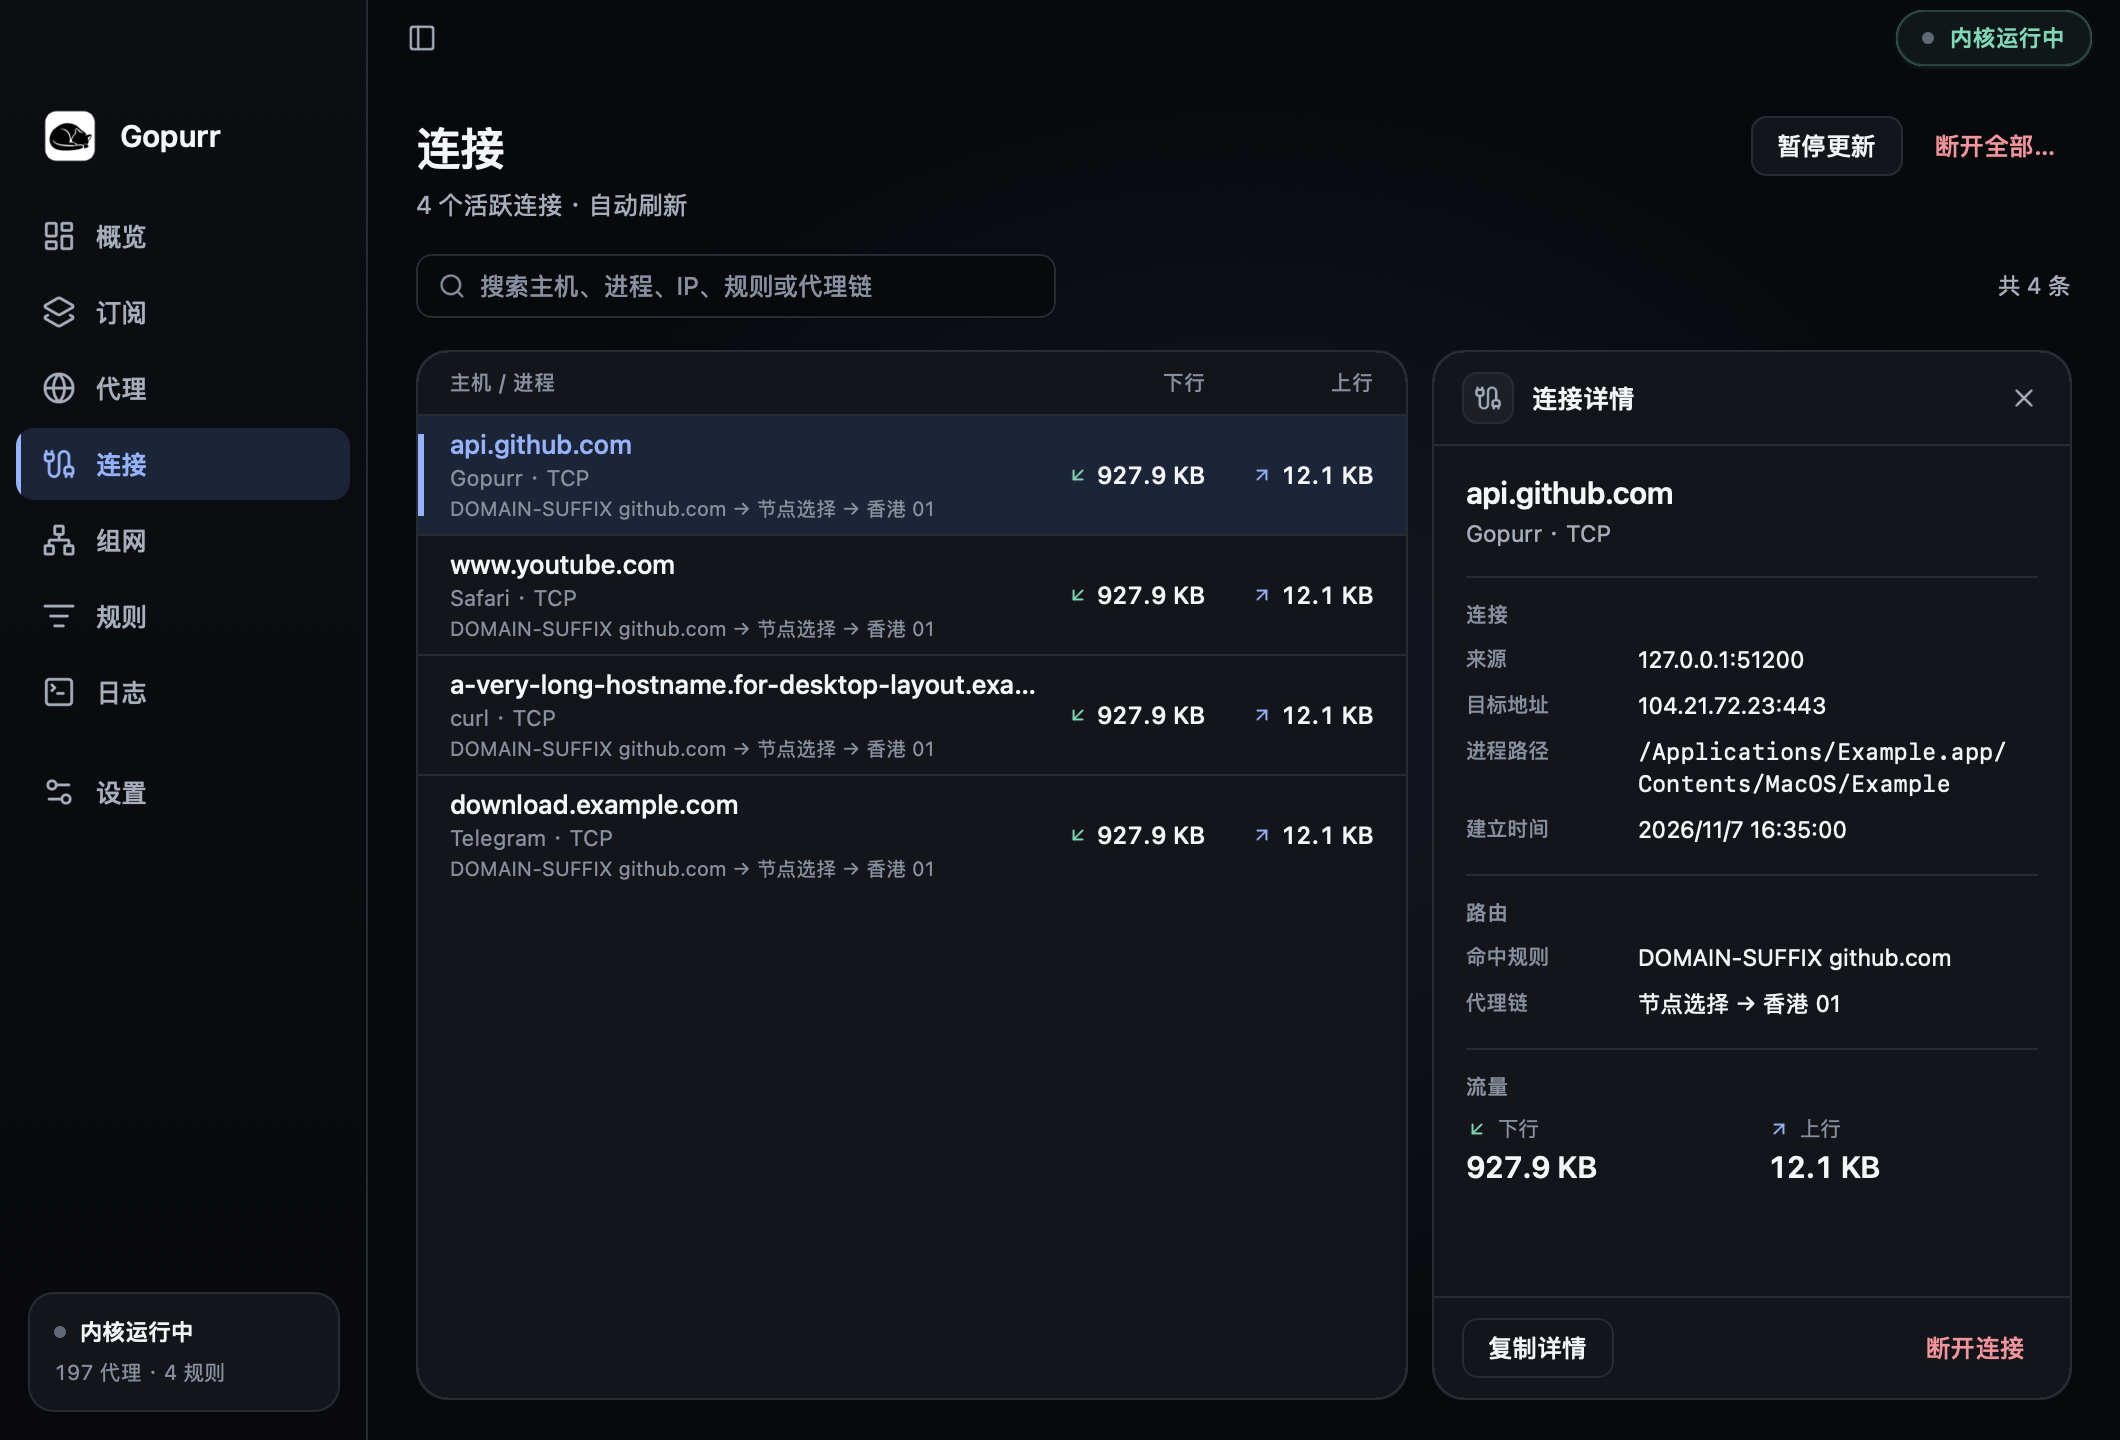 内核运行中
Gopurr
概览
订阅
代理
连接
组网
规则
日志
设置
内核运行中
197 代理 · 4 规则
连接
4 个活跃连接 · 自动刷新
暂停更新
断开全部...
搜索主机、进程、IP、规则或代理链
共 4 条
主机 / 进程 下行 上行
api.github.com
Gopurr · TCP
DOMAIN-SUFFIX github.com → 节点选择 → 香港 01
↙ 927.9 KB ↗ 12.1 KB
www.youtube.com
Safari · TCP
DOMAIN-SUFFIX github.com → 节点选择 → 香港 01
↙ 927.9 KB ↗ 12.1 KB
a-very-long-hostname.for-desktop-layout.exa...
curl · TCP
DOMAIN-SUFFIX github.com → 节点选择 → 香港 01
↙ 927.9 KB ↗ 12.1 KB
download.example.com
Telegram · TCP
DOMAIN-SUFFIX github.com → 节点选择 → 香港 01
↙ 927.9 KB ↗ 12.1 KB
连接详情
api.github.com
Gopurr · TCP
连接
来源 127.0.0.1:51200
目标地址 104.21.72.23:443
进程路径 /Applications/Example.app/
Contents/MacOS/Example
建立时间 2026/11/7 16:35:00
路由
命中规则 DOMAIN-SUFFIX github.com
代理链 节点选择 → 香港 01
流量
↙ 下行 ↗ 上行
927.9 KB 12.1 KB
复制详情
断开连接